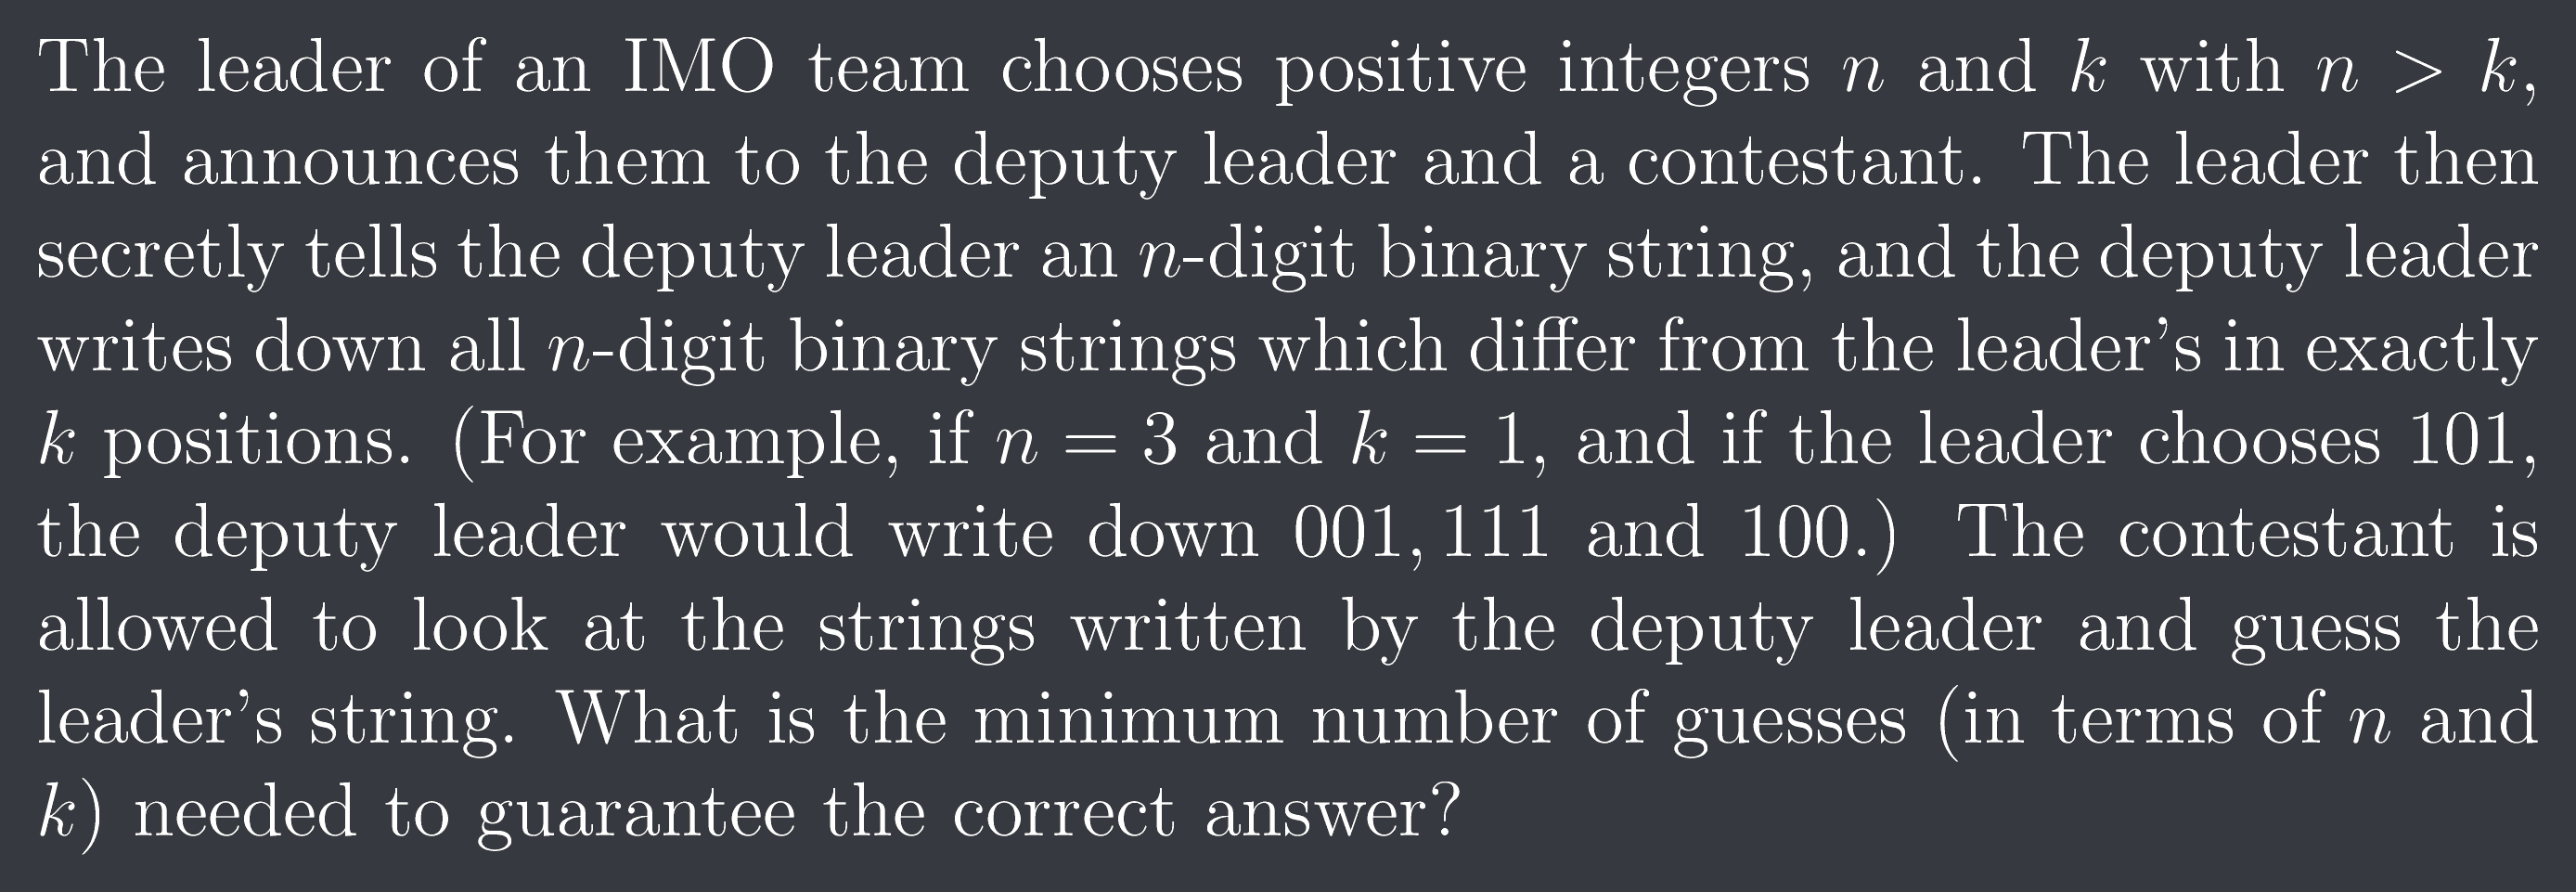 The leader of an IMO team chooses positive integers n and k with n > k,
and announces them to the deputy leader and a contestant. The leader then
secretly tells the deputy leader an n-digit binary string, and the deputy leader
writes down all n-digit binary strings which differ from the leader’s in exactly
k positions. (For example, if n = 3 and k = 1, and if the leader chooses 101,
the deputy leader would write down 001, 111 and 100.) The contestant is
allowed to look at the strings written by the deputy leader and guess the
leader’s string. What is the minimum number of guesses (in terms of n and
k) needed to guarantee the correct answer?